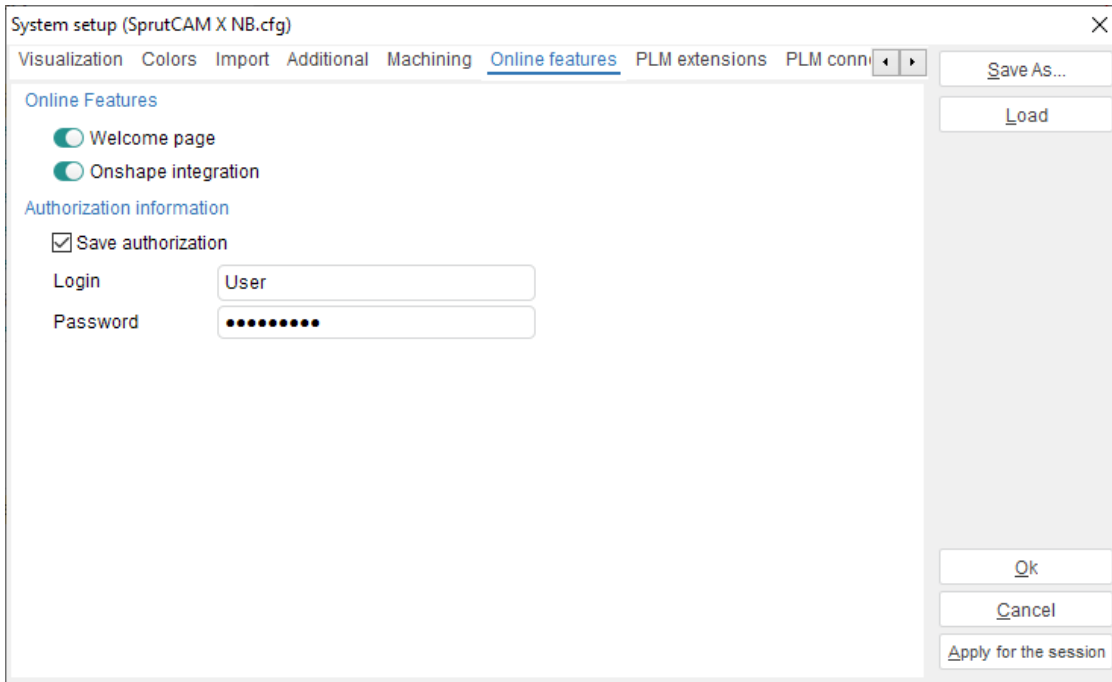 System setup (SprutCAM X NB.cfg)
Visualization Colors Import Additional Machining Online features PLM extensions PLM conn
Save As...
Load
Online Features
Welcome page
Onshape integration
Authorization information
Save authorization
Login User
Password •••••••••
Ok
Cancel
Apply for the session